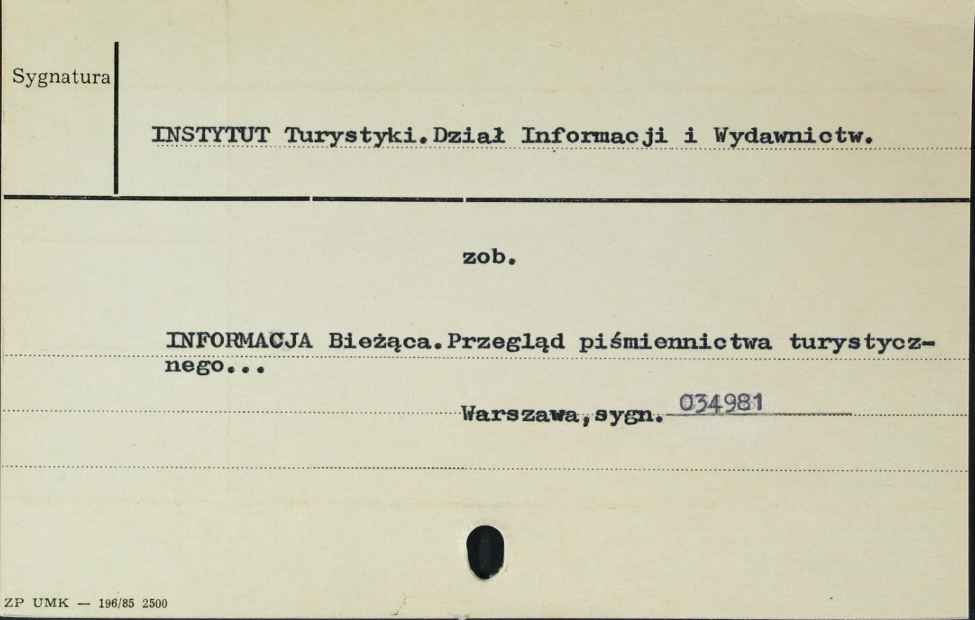 Sygnatura
INSTYTUT Turystyki.Dział Informacji i Wydawnictw.
zob.
INFORMACJA Bieżąca.Przegląd piśmiennictwa turystycz-
nego...
Warszawa,sygn. 034981
ZP UMK — 196/85 2500